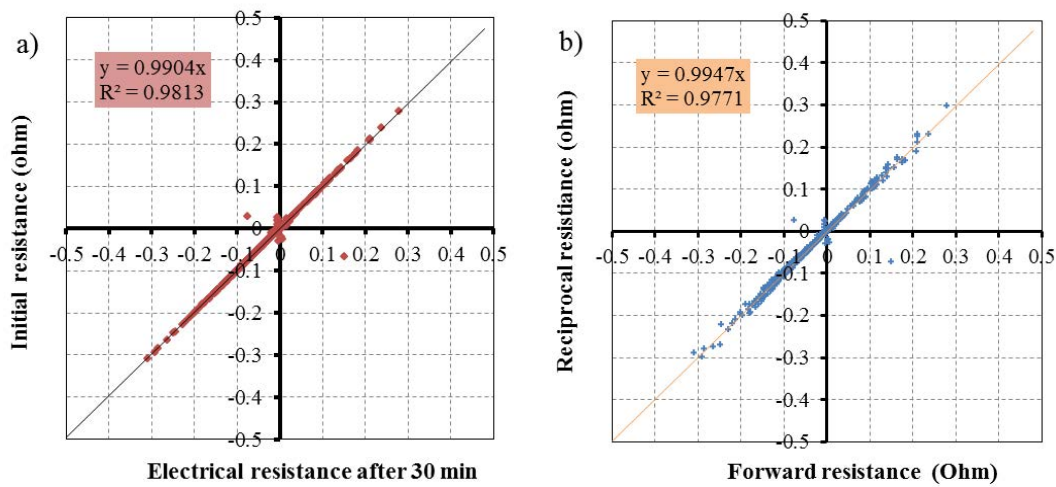 a)
y = 0.9904x
R² = 0.9813
Initial resistance (ohm)
0.5
0.4
0.3
0.2
0.1
0
-0.1
-0.2
-0.3
-0.4
-0.5
-0.5 -0.4 -0.3 -0.2 -0.1 0 0.1 0.2 0.3 0.4 0.5
Electrical resistance after 30 min
b)
y = 0.9947x
R² = 0.9771
Reciprocal resistiance (ohm)
0.5
0.4
0.3
0.2
0.1
0
-0.1
-0.2
-0.3
-0.4
-0.5
-0.5 -0.4 -0.3 -0.2 -0.1 0 0.1 0.2 0.3 0.4 0.5
Forward resistance (Ohm)